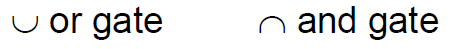 ◡ or gate ◠ and gate